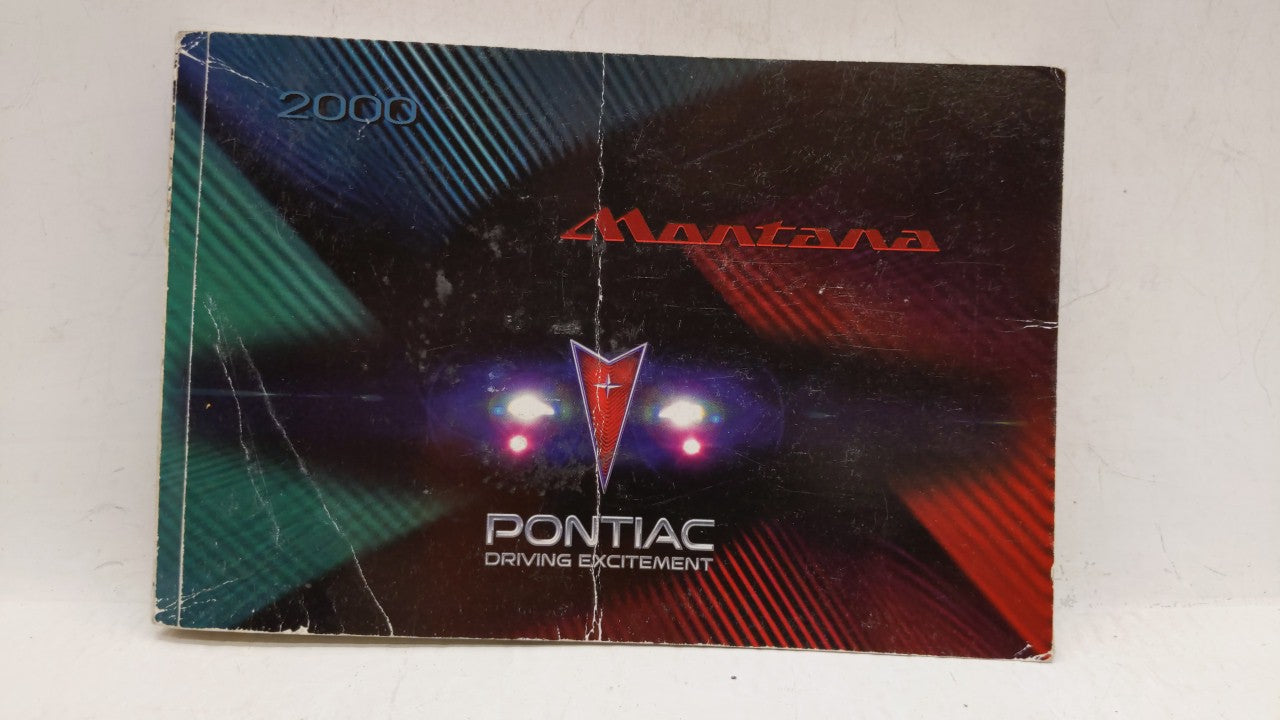 2000
Montana
PONTIAC
DRIVING EXCITEMENT